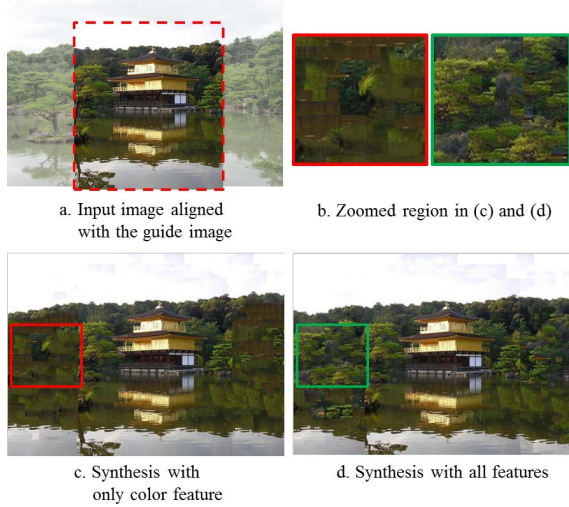 a. Input image aligned
with the guide image
b. Zoomed region in (c) and (d)
c. Synthesis with
only color feature
d. Synthesis with all features